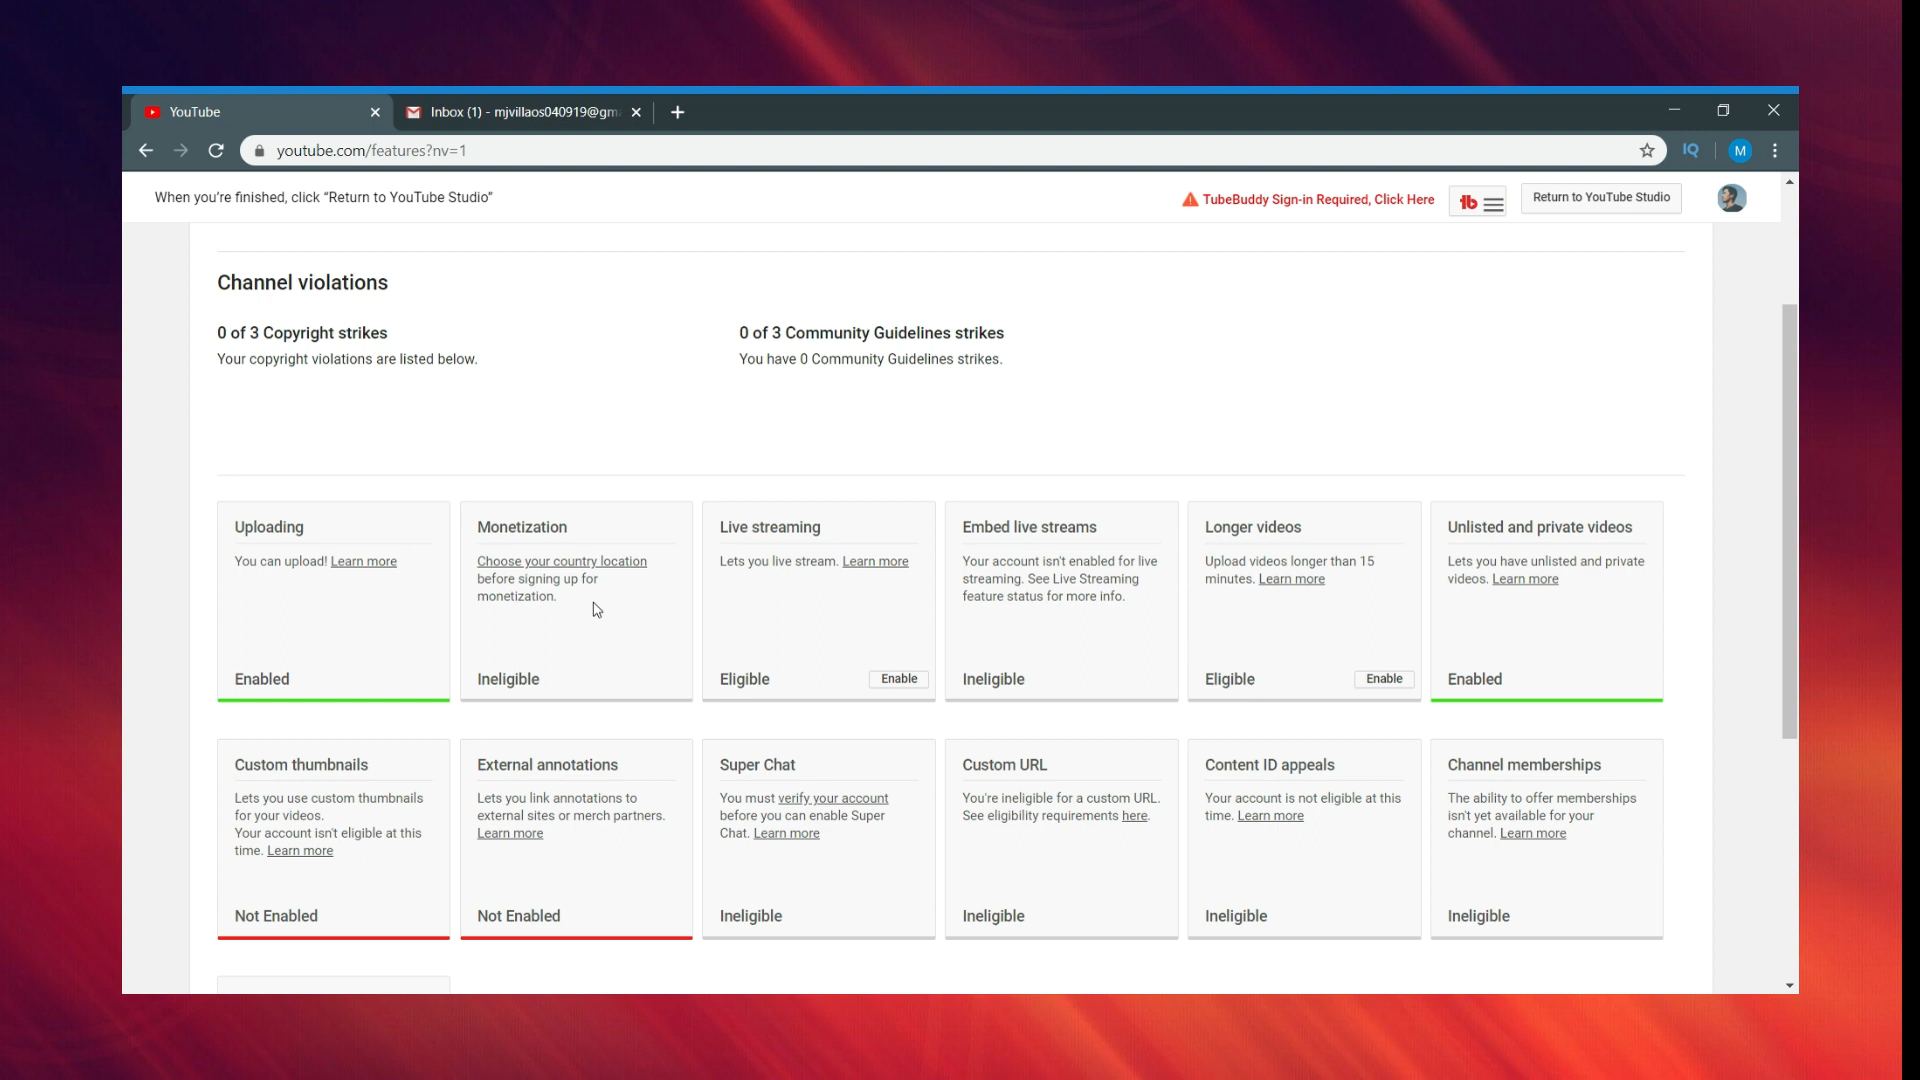 YouTube
Inbox (1) - mjvillaos040919@gm
youtube.com/features?nv=1
IQ
M
When you're finished, click “Return to YouTube Studio”
TubeBuddy Sign-in Required, Click Here
tb
Return to YouTube Studio
Channel violations
0 of 3 Copyright strikes
Your copyright violations are listed below.
0 of 3 Community Guidelines strikes
You have 0 Community Guidelines strikes.
Uploading
You can upload! Learn more
Enabled
Monetization
Choose your country location
before signing up for
monetization.
Ineligible
Live streaming
Lets you live stream. Learn more
Eligible
Enable
Embed live streams
Your account isn't enabled for live
streaming. See Live Streaming
feature status for more info.
Ineligible
Longer videos
Upload videos longer than 15
minutes. Learn more
Eligible
Enable
Unlisted and private videos
Lets you have unlisted and private
videos. Learn more
Enabled
Custom thumbnails
Lets you use custom thumbnails
for your videos.
Your account isn't eligible at this
time. Learn more
Not Enabled
External annotations
Lets you link annotations to
external sites or merch partners.
Learn more
Not Enabled
Super Chat
You must verify your account
before you can enable Super
Chat. Learn more
Ineligible
Custom URL
You're ineligible for a custom URL.
See eligibility requirements here.
Ineligible
Content ID appeals
Your account is not eligible at this
time. Learn more
Ineligible
Channel memberships
The ability to offer memberships
isn't yet available for your
channel. Learn more
Ineligible